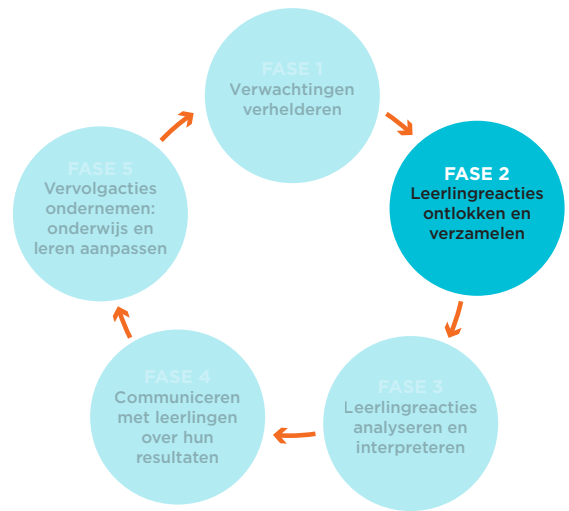 FASE 1
Verwachtingen
verhelderen
FASE 2
Leerlingreacties
ontlokken en
verzamelen
FASE 3
Leerlingreacties
analyseren en
interpreteren
FASE 4
Communiceren
met leerlingen
over hun
resultaten
FASE 5
Vervolgacties
ondernemen:
onderwijs en
leren aanpassen